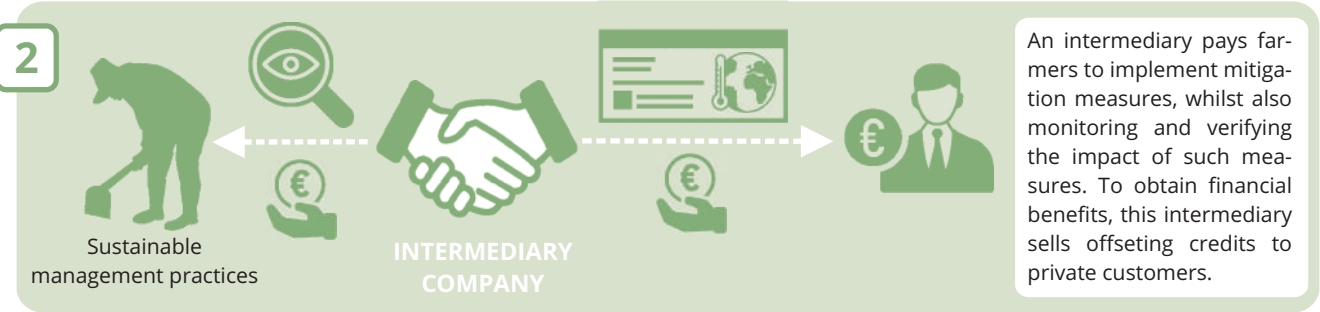 2
Sustainable
management practices
€
INTERMEDIARY
COMPANY
€
€
An intermediary pays far-
mers to implement mitiga-
tion measures, whilst also
monitoring and verifying
the impact of such mea-
sures. To obtain financial
benefits, this intermediary
sells offseting credits to
private customers.